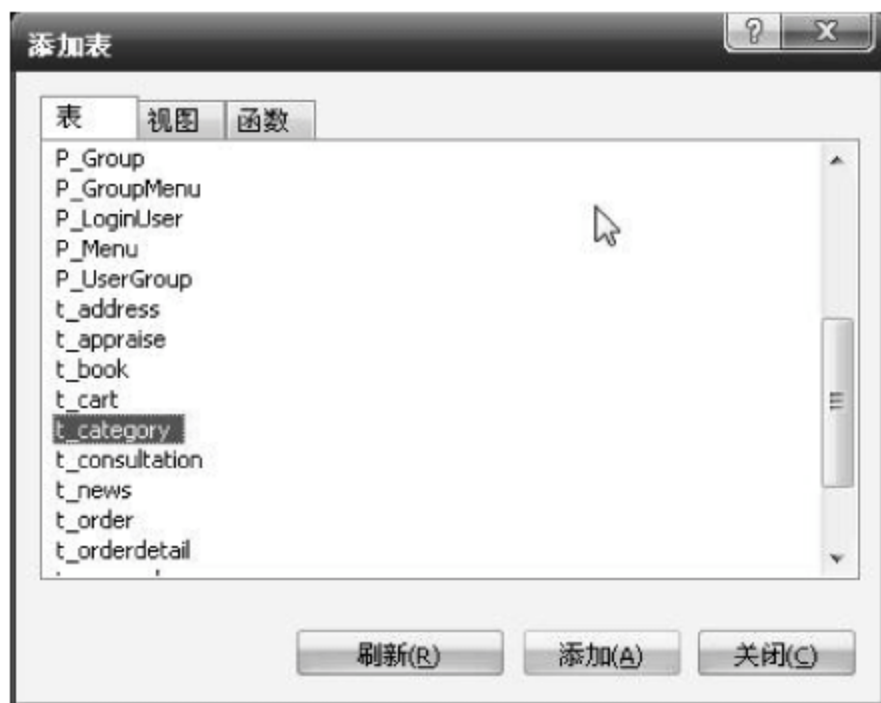 添加表
表 视图 函数
P_Group
P_GroupMenu
P_LoginUser
P_Menu
P_UserGroup
t_address
t_appraise
t_book
t_cart
t_category
t_consultation
t_news
t_order
t_orderdetail
刷新(R) 添加(A) 关闭(C)